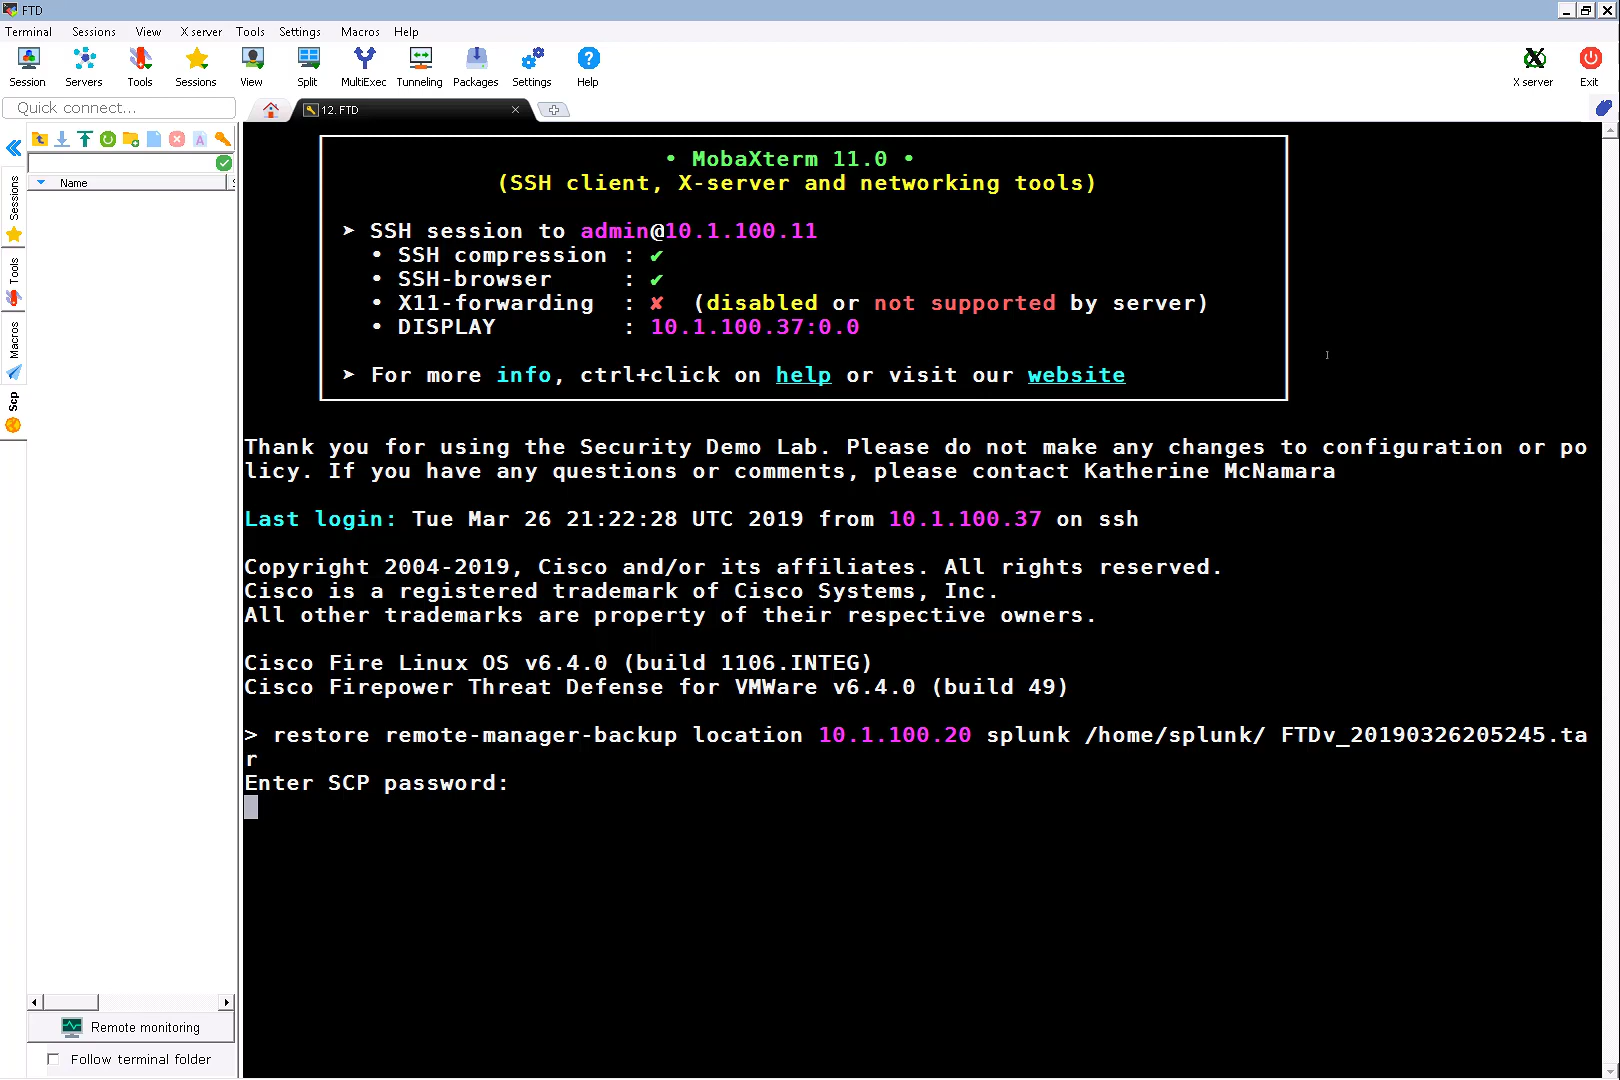 FTD
Terminal Sessions View X server Tools Settings Macros Help
Session Servers Tools Sessions View Split MultiExec Tunneling Packages Settings Help X server Exit
Quick connect...
12. FTD
Name
Sessions
Tools
Macros
Scp
• MobaXterm 11.0 •
(SSH client, X-server and networking tools)
➤ SSH session to admin@10.1.100.11
• SSH compression : ✔
• SSH-browser : ✔
• X11-forwarding : ✘ (disabled or not supported by server)
• DISPLAY : 10.1.100.37:0.0
➤ For more info, ctrl+click on help or visit our website
Thank you for using the Security Demo Lab. Please do not make any changes to configuration or po
licy. If you have any questions or comments, please contact Katherine McNamara
Last login: Tue Mar 26 21:22:28 UTC 2019 from 10.1.100.37 on ssh
Copyright 2004-2019, Cisco and/or its affiliates. All rights reserved.
Cisco is a registered trademark of Cisco Systems, Inc.
All other trademarks are property of their respective owners.
Cisco Fire Linux OS v6.4.0 (build 1106.INTEG)
Cisco Firepower Threat Defense for VMWare v6.4.0 (build 49)
> restore remote-manager-backup location 10.1.100.20 splunk /home/splunk/ FTDv_20190326205245.ta
r
Enter SCP password:
Remote monitoring
Follow terminal folder